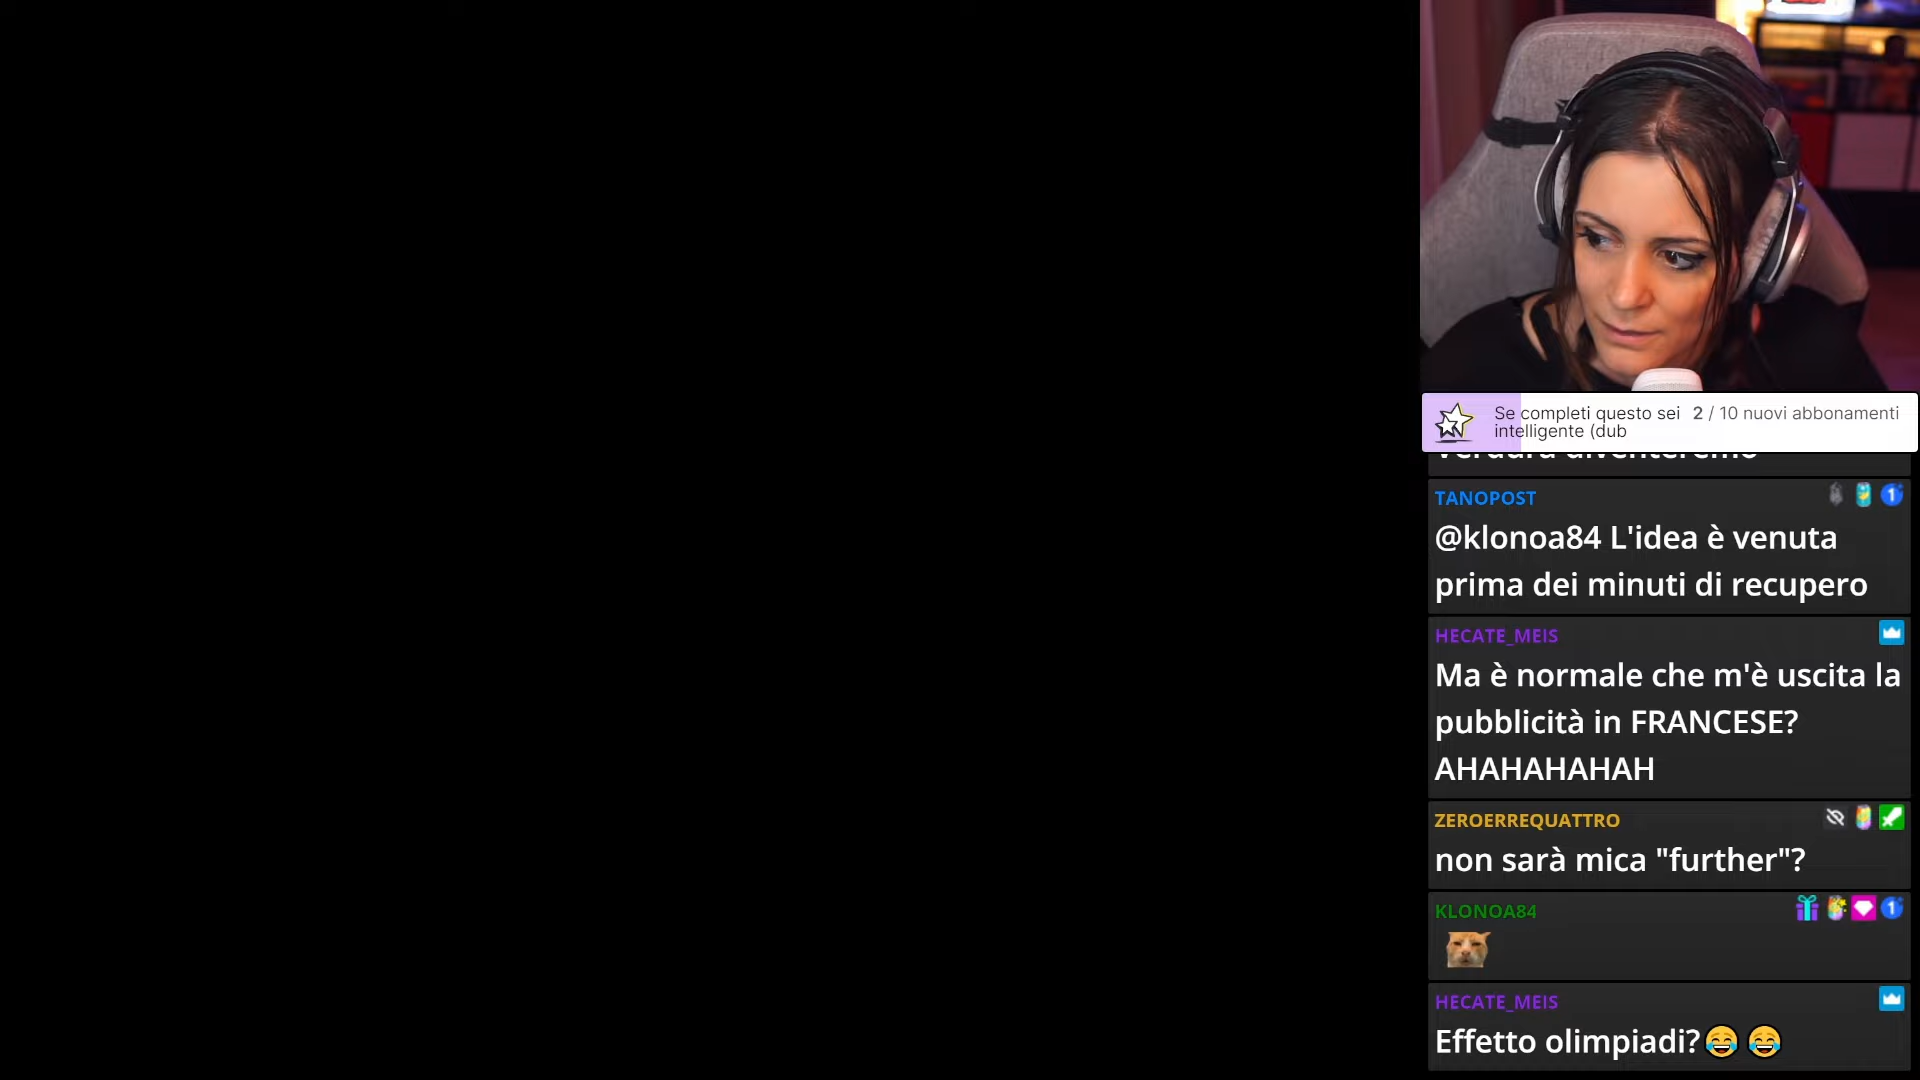 Se completi questo sei 2 / 10 nuovi abbonamenti
intelligente (dub
verdura diventeremo
TANOPOST
@klonoa84 L'idea è venuta
prima dei minuti di recupero
HECATE_MEIS
Ma è normale che m'è uscita la
pubblicità in FRANCESE?
AHAHAHAHAH
ZEROERREQUATTRO
non sarà mica "further"?
KLONOA84
HECATE_MEIS
Effetto olimpiadi?😂 😂